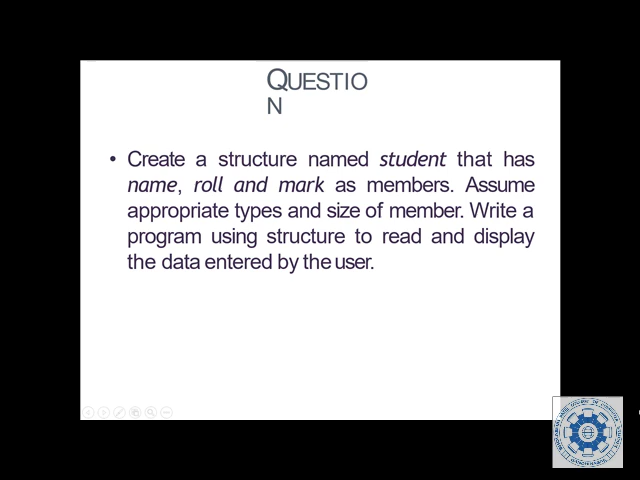 QUESTIO
N
• Create a structure named student that has
name, roll and mark as members. Assume
appropriate types and size of member. Write a
program using structure to read and display
the data entered by the user.